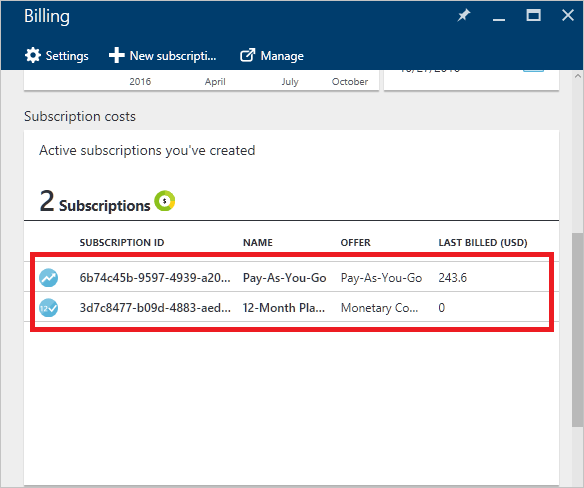 Billing
Settings New subscripti... Manage
2016 April July October
Subscription costs
Active subscriptions you've created
2 Subscriptions
SUBSCRIPTION ID NAME OFFER LAST BILLED (USD)
6b74c45b-9597-4939-a20... Pay-As-You-Go Pay-As-You-Go 243.6
3d7c8477-b09d-4883-aed... 12-Month Pla... Monetary Co... 0